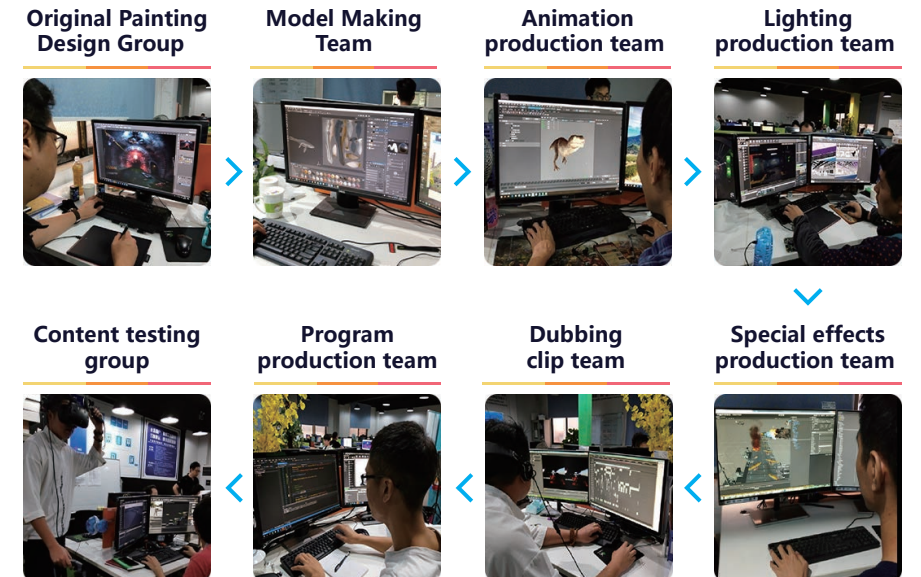 Original Painting
Design Group
Model Making
Team
Animation
production team
Lighting
production team
Content testing
group
Program
production team
Dubbing
clip team
Special effects
production team